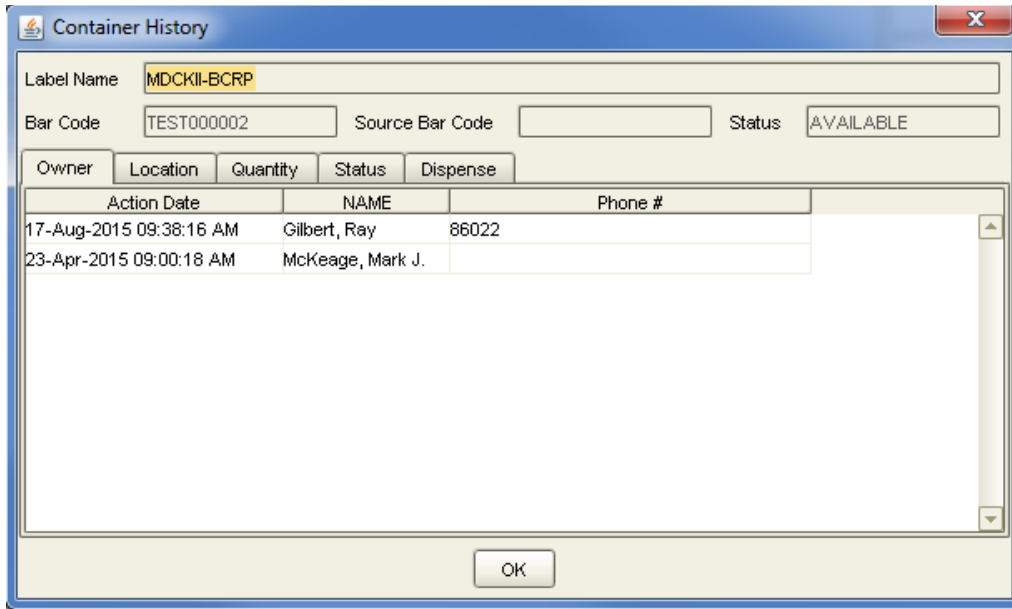 Container History
Label Name MDCKII-BCRP
Bar Code TEST000002 Source Bar Code Status AVAILABLE
Owner Location Quantity Status Dispense
Action Date NAME Phone #
17-Aug-2015 09:38:16 AM Gilbert, Ray 86022
23-Apr-2015 09:00:18 AM McKeage, Mark J.
OK